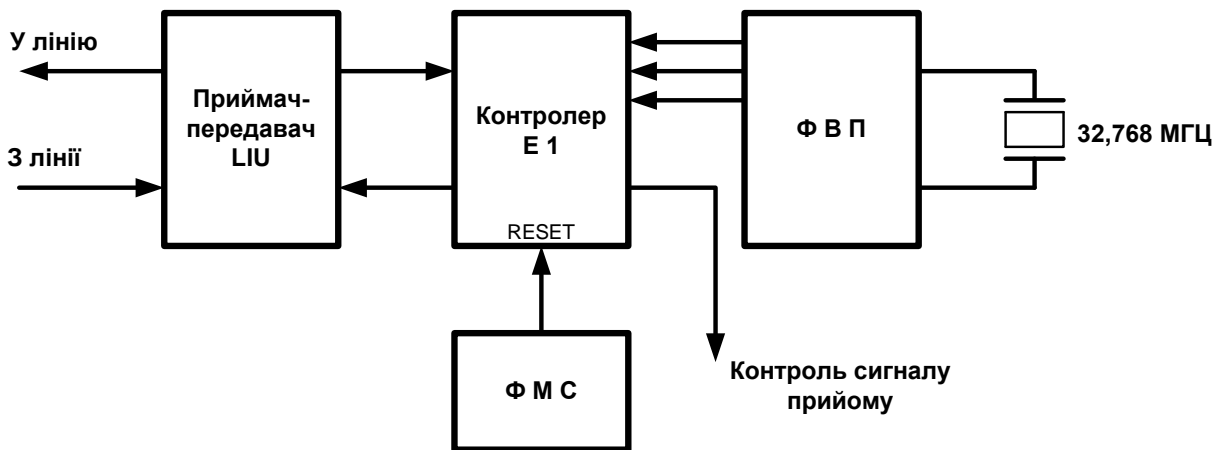 У лінію
З лінії
Приймач-
передавач
LIU
Контролер
Е 1
RESET
Ф В П
32,768 МГЦ
Ф М С
Контроль сигналу
прийому